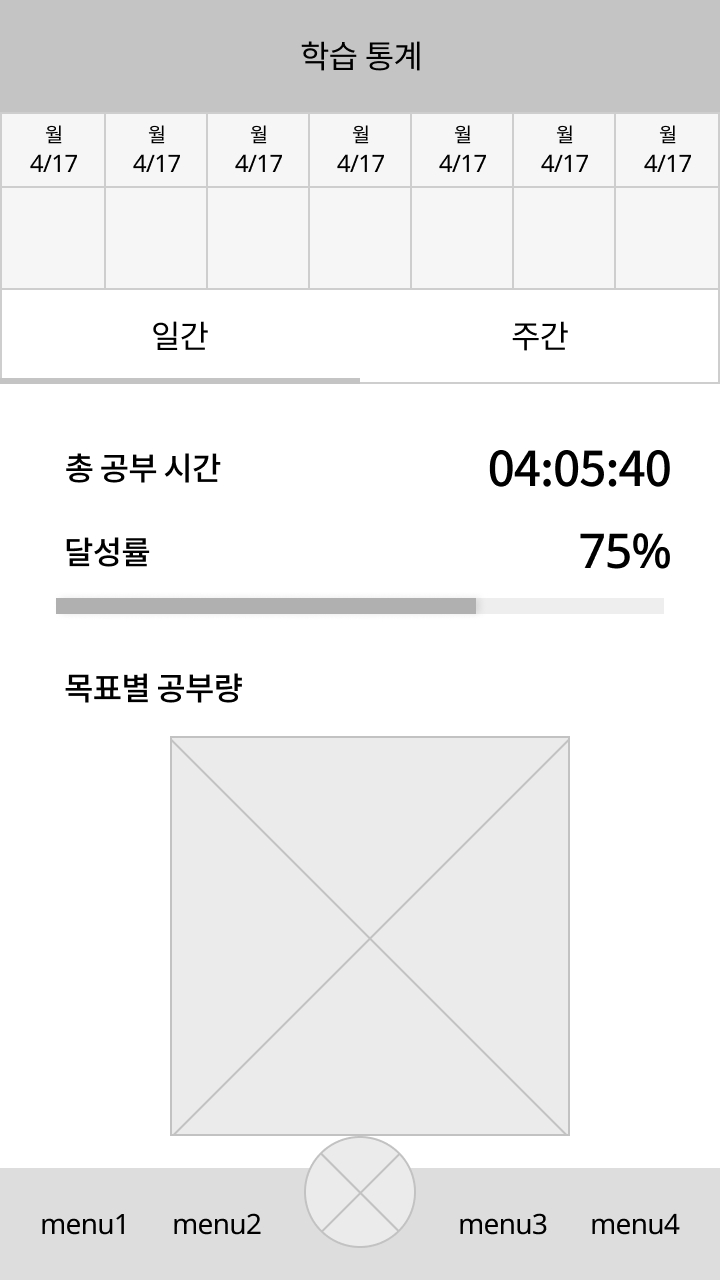 학습 통계
월 월 월 월 월 월 월
4/17 4/17 4/17 4/17 4/17 4/17 4/17
일간 주간
총 공부 시간 04:05:40
달성률 75%
목표별 공부량
menu1 menu2 menu3 menu4